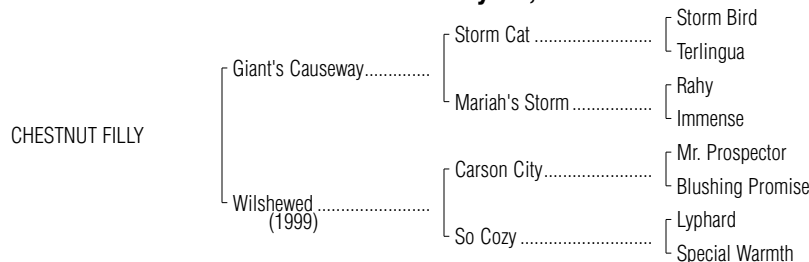 Storm Bird
Storm Cat ..................
Terlingua
Giant's Causeway..............
Rahy
Mariah's Storm .................
Immense
CHESTNUT FILLY
Mr. Prospector
Carson City.......................
Blushing Promise
Wilshewed ........................
(1999)
Lyphard
So Cozy ............................
Special Warmth